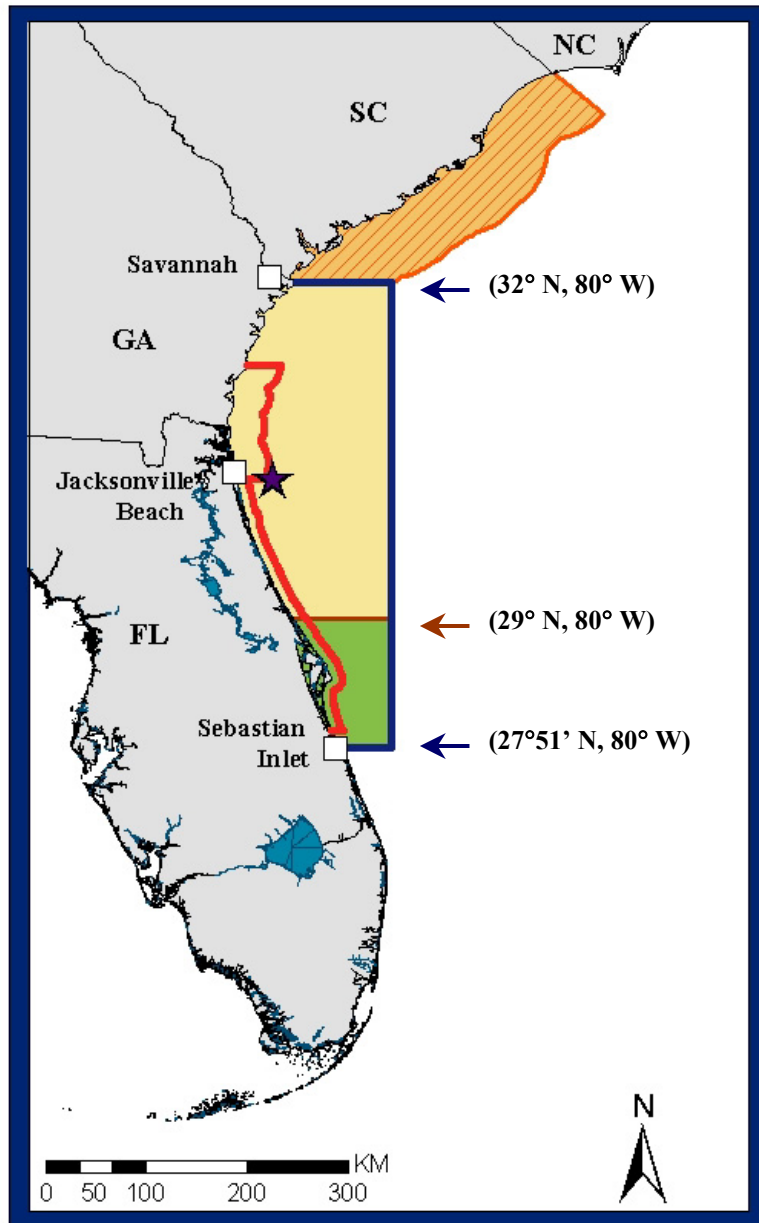 NC
SC
Savannah
(32° N, 80° W)
GA
Jacksonville
Beach
(29° N, 80° W)
FL
Sebastian
Inlet
(27°51’ N, 80° W)
N
KM
0 50 100 200 300